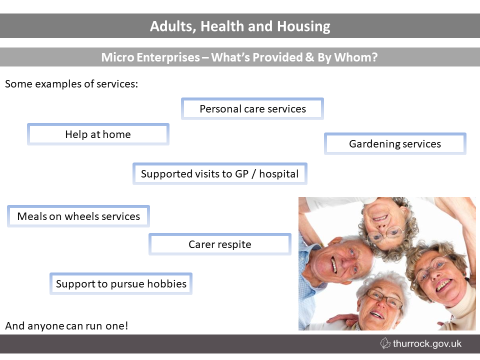 Adults, Health and Housing
Micro Enterprises – What's Provided & By Whom?
Some examples of services:
Personal care services
Help at home
Gardening services
Supported visits to GP / hospital
Meals on wheels services
Carer respite
Support to pursue hobbies
And anyone can run one!
thurrock.gov.uk